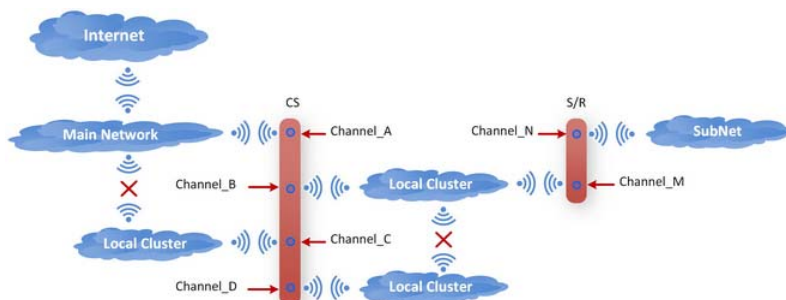 Internet
CS
S/R
Main Network
Channel_A
Channel_N
SubNet
Channel_B
Local Cluster
Channel_M
Local Cluster
Channel_C
Channel_D
Local Cluster